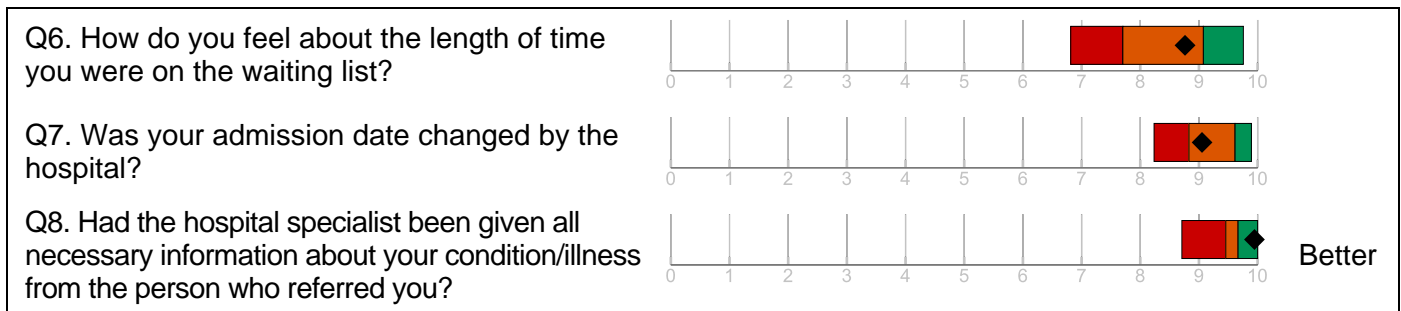 Q6. How do you feel about the length of time
you were on the waiting list?
0 1 2 3 4 5 6 7 8 9 10
Q7. Was your admission date changed by the
hospital?
0 1 2 3 4 5 6 7 8 9 10
Q8. Had the hospital specialist been given all
necessary information about your condition/illness
from the person who referred you?
0 1 2 3 4 5 6 7 8 9 10
Better